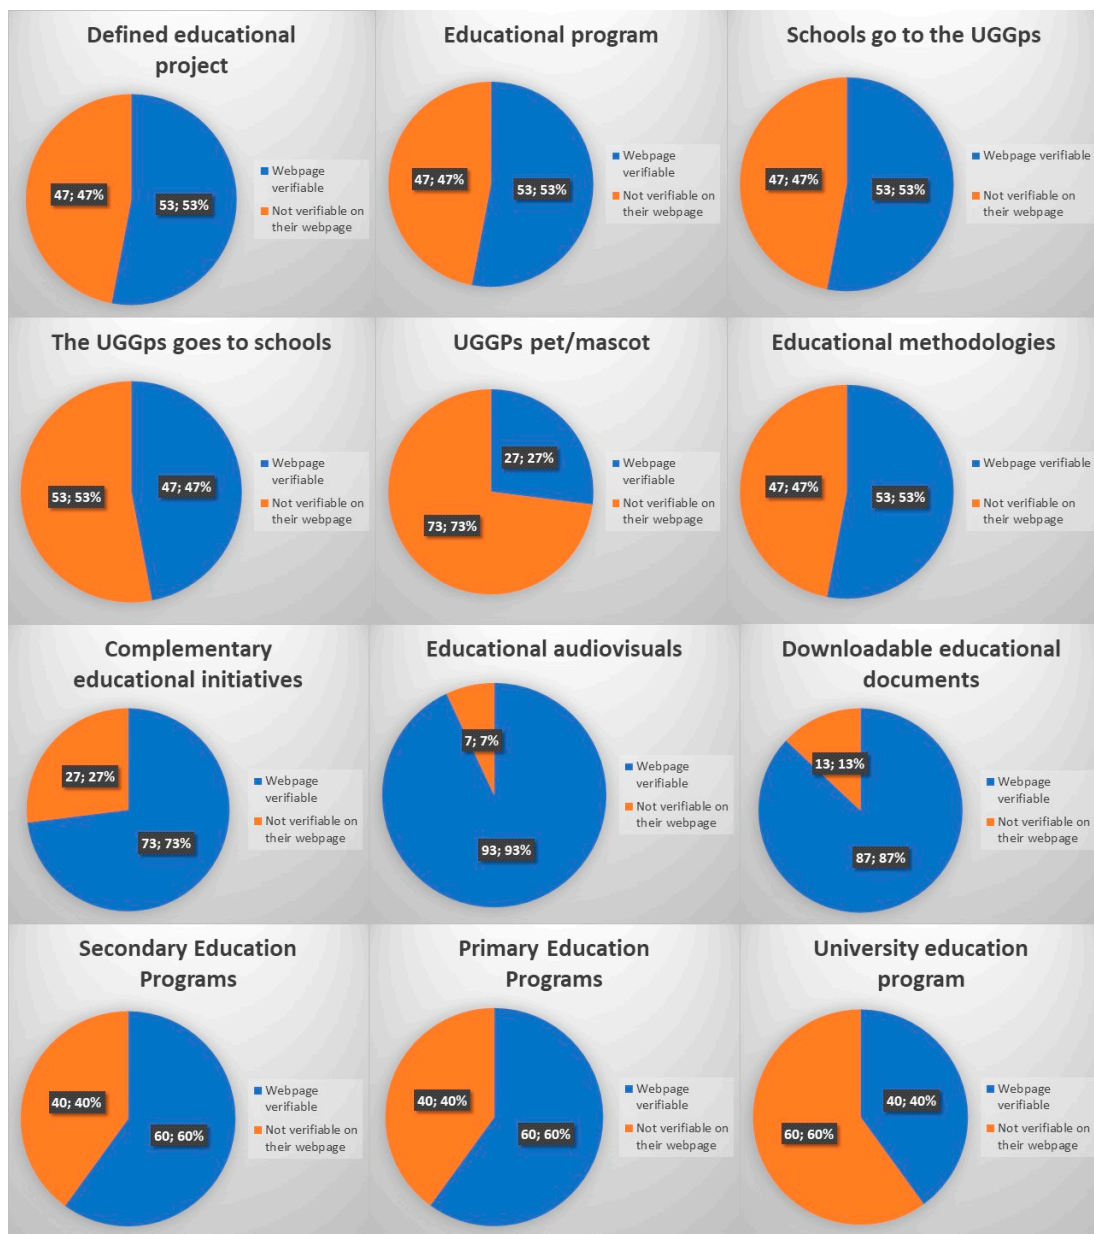 Defined educational
project
47; 47%
53; 53%
Webpage
verifiable
Not verifiable on
their webpage
Educational program
47; 47%
53; 53%
Webpage
verifiable
Not verifiable on
their webpage
Schools go to the UGGps
47; 47%
53; 53%
Webpage verifiable
Not verifiable on
their webpage
The UGGps goes to schools
53; 53%
47; 47%
Webpage
verifiable
Not verifiable on
their webpage
UGGPs pet/mascot
27; 27%
73; 73%
Webpage
verifiable
Not verifiable on
their webpage
Educational methodologies
47; 47%
53; 53%
Webpage verifiable
Not verifiable on
their webpage
Complementary
educational initiatives
27; 27%
73; 73%
Webpage
verifiable
Not verifiable on
their webpage
Educational audiovisuals
7; 7%
93; 93%
Webpage
verifiable
Not verifiable on
their webpage
Downloadable educational
documents
13; 13%
87; 87%
Webpage
verifiable
Not verifiable on
their webpage
Secondary Education
Programs
40; 40%
60; 60%
Webpage
verifiable
Not verifiable on
their webpage
Primary Education
Programs
40; 40%
60; 60%
Webpage
verifiable
Not verifiable on
their webpage
University education
program
40; 40%
60; 60%
Webpage
verifiable
Not verifiable on
their webpage